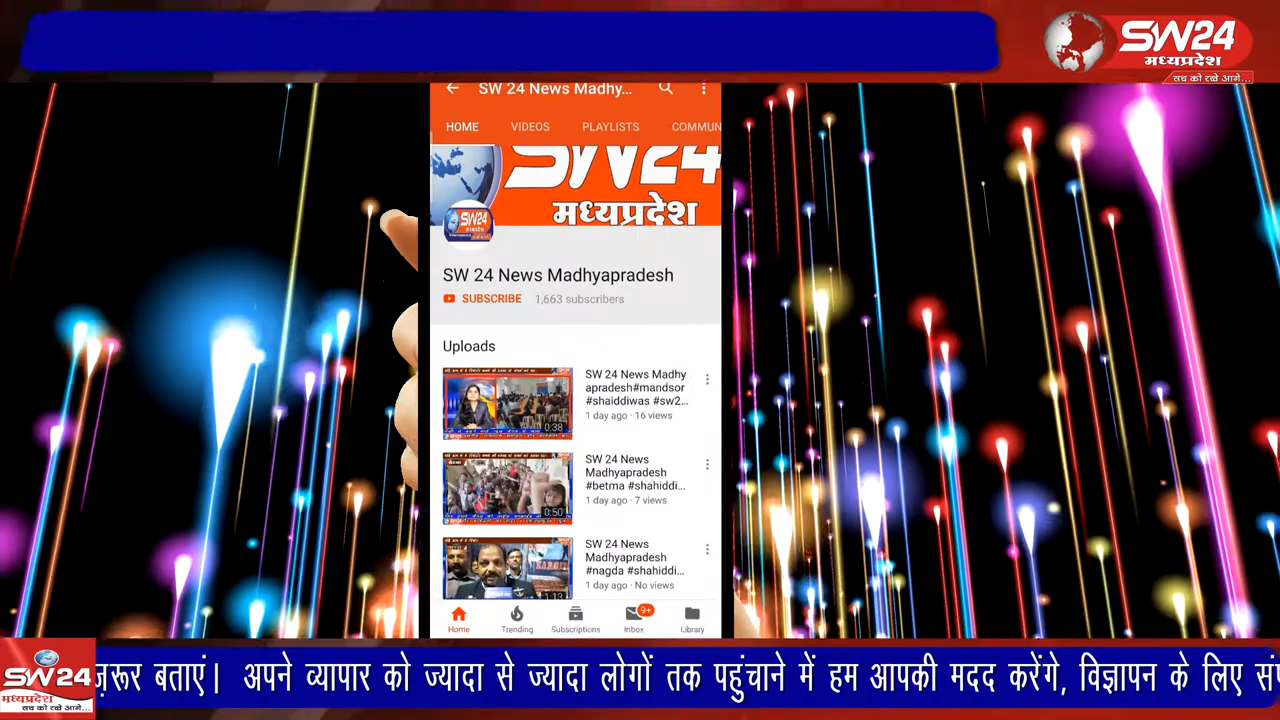 SW24
मध्यप्रदेश
सच को रखे आगे...
SW 24 News Madhy...
HOME VIDEOS PLAYLISTS COMMUN
SW24
मध्यप्रदेश
SW24
SW 24 News Madhyapradesh
SUBSCRIBE 1,663 subscribers
Uploads
SW 24 News Madhy
apradesh#mandsor
#shaiddiwas #sw2...
1 day ago · 16 views
0:38
SW 24 News
Madhyapradesh
#betma #shahiddi...
1 day ago · 7 views
0:50
SW 24 News
Madhyapradesh
#nagda #shahiddi...
1 day ago · No views
1:13
9+
Home Trending Subscriptions Inbox Library
SW24
मध्यप्रदेश
सच को रखे आगे...
ज़रूर बताएं। अपने व्यापार को ज्यादा से ज्यादा लोगों तक पहुंचाने में हम आपकी मदद करेंगे, विज्ञापन के लिए